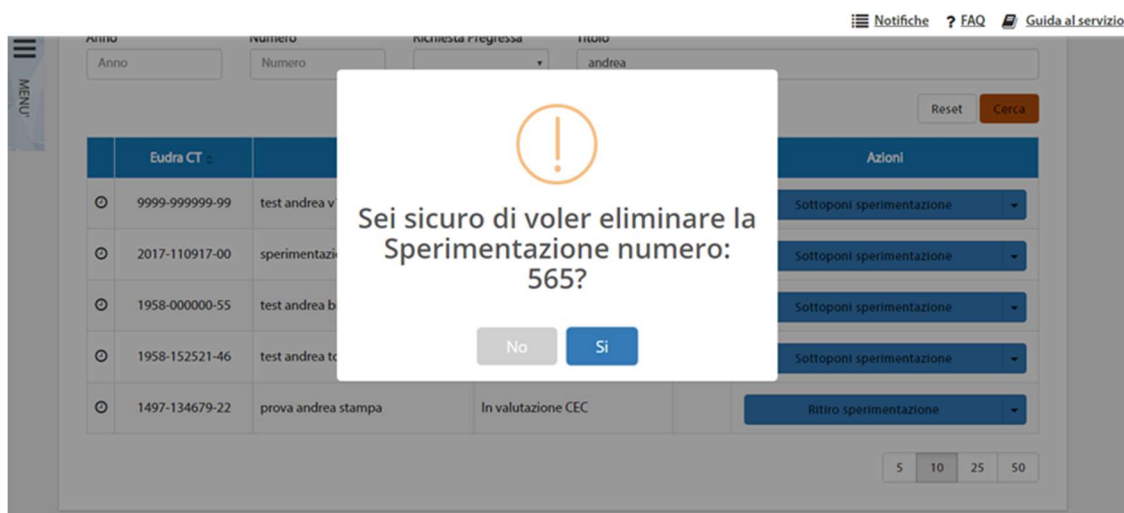 Notifiche ? FAQ Guida al servizio
MENU'
Anno Numero Richiesta Pregressa Titolo
Anno Numero andrea
Reset Cerca
Eudra CT Azioni
9999-999999-99 test andrea v Sottoponi sperimentazione
2017-110917-00 sperimentazi Sottoponi sperimentazione
1958-000000-55 test andrea b Sottoponi sperimentazione
1958-152521-46 test andrea to Sottoponi sperimentazione
1497-134679-22 prova andrea stampa In valutazione CEC Ritiro sperimentazione
5 10 25 50
!
Sei sicuro di voler eliminare la
Sperimentazione numero:
565?
No Si